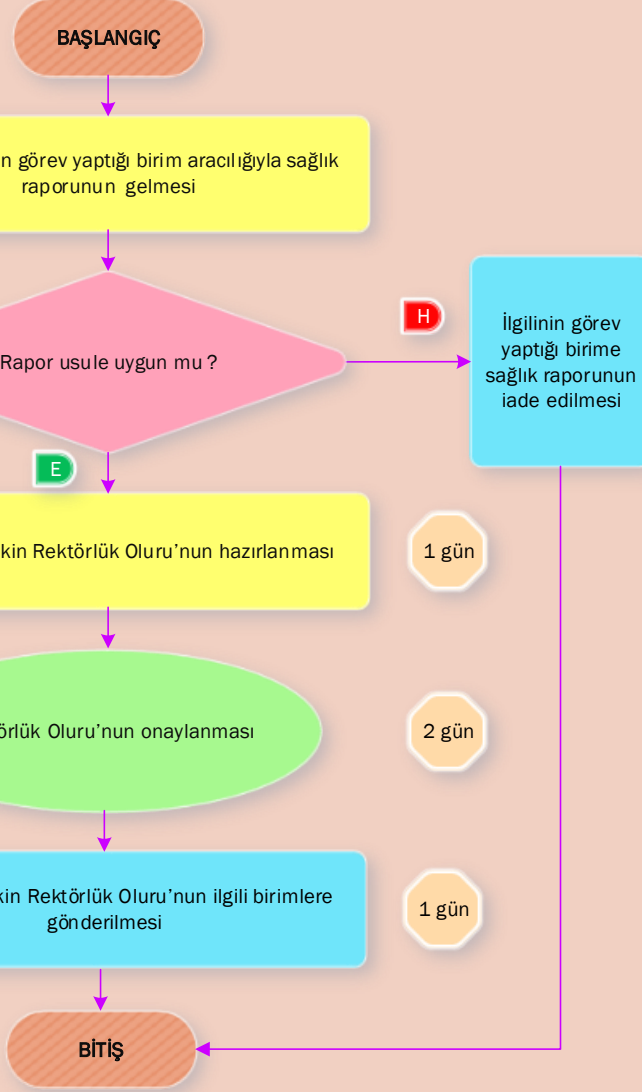 BAŞLANGIÇ
n görev yaptığı birim aracılığıyla sağlık
raporunun gelmesi
Rapor usule uygun mu ?
H
İlgilinin görev
yaptığı birime
sağlık raporunun
iade edilmesi
E
kin Rektörlük Oluru’nun hazırlanması
1 gün
örlük Oluru’nun onaylanması
2 gün
kin Rektörlük Oluru’nun ilgili birimlere
gönderilmesi
1 gün
BİTİŞ